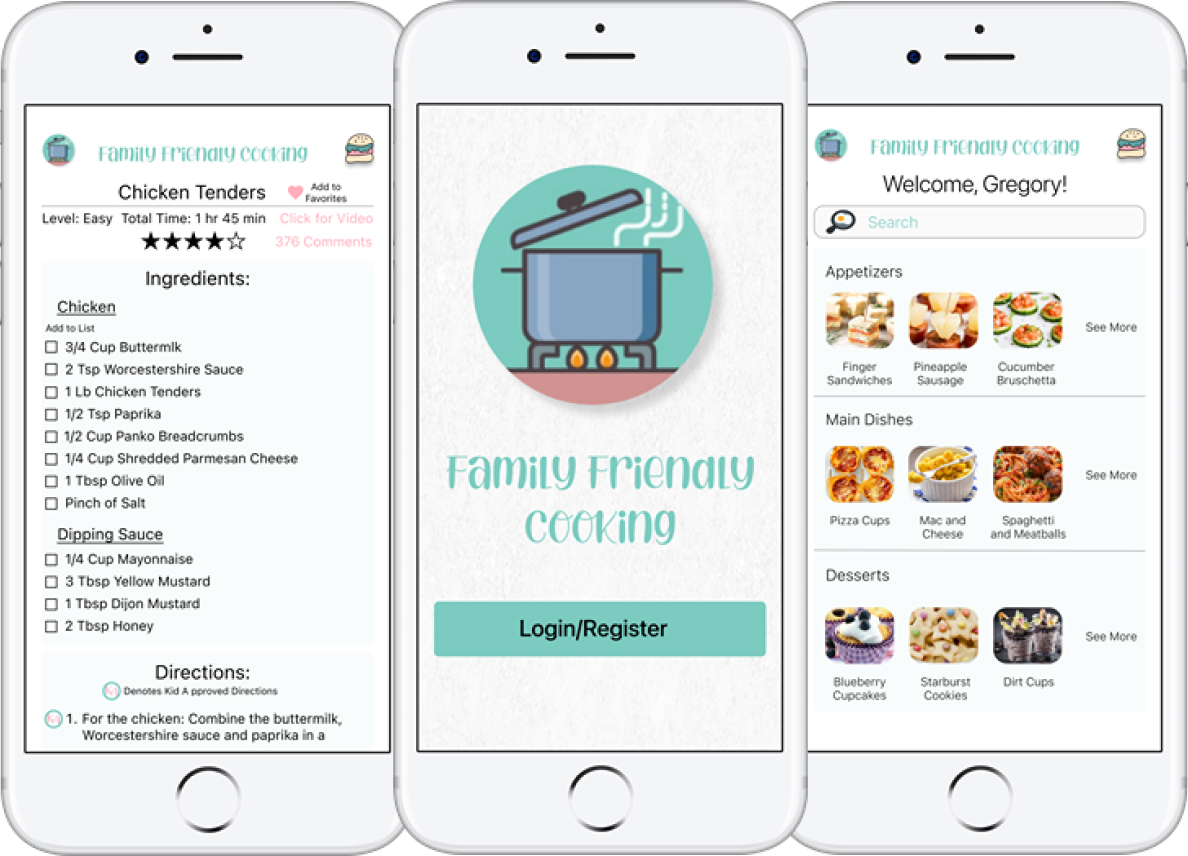 Family Friendly Cooking
Chicken Tenders
Add to
Favorites
Level: Easy Total Time: 1 hr 45 min Click for Video
376 Comments
Ingredients:
Chicken
Add to List
3/4 Cup Buttermlk
2 Tsp Worcestershire Sauce
1 Lb Chicken Tenders
1/2 Tsp Paprika
1/2 Cup Panko Breadcrumbs
1/4 Cup Shredded Parmesan Cheese
1 Tbsp Olive Oil
Pinch of Salt
Dipping Sauce
1/4 Cup Mayonnaise
3 Tbsp Yellow Mustard
1 Tbsp Dijon Mustard
2 Tbsp Honey
Directions:
Denotes Kid A pproved Directions
1. For the chicken: Combine the buttermilk,
Worcestershire sauce and paprika in a
Family Friendly
Cooking
Login/Register
Family Friendly Cooking
Welcome, Gregory!
Search
Appetizers
Finger
Sandwiches
Pineapple
Sausage
Cucumber
Bruschetta
See More
Main Dishes
Pizza Cups
Mac and
Cheese
Spaghetti
and Meatballs
See More
Desserts
Blueberry
Cupcakes
Starburst
Cookies
Dirt Cups
See More